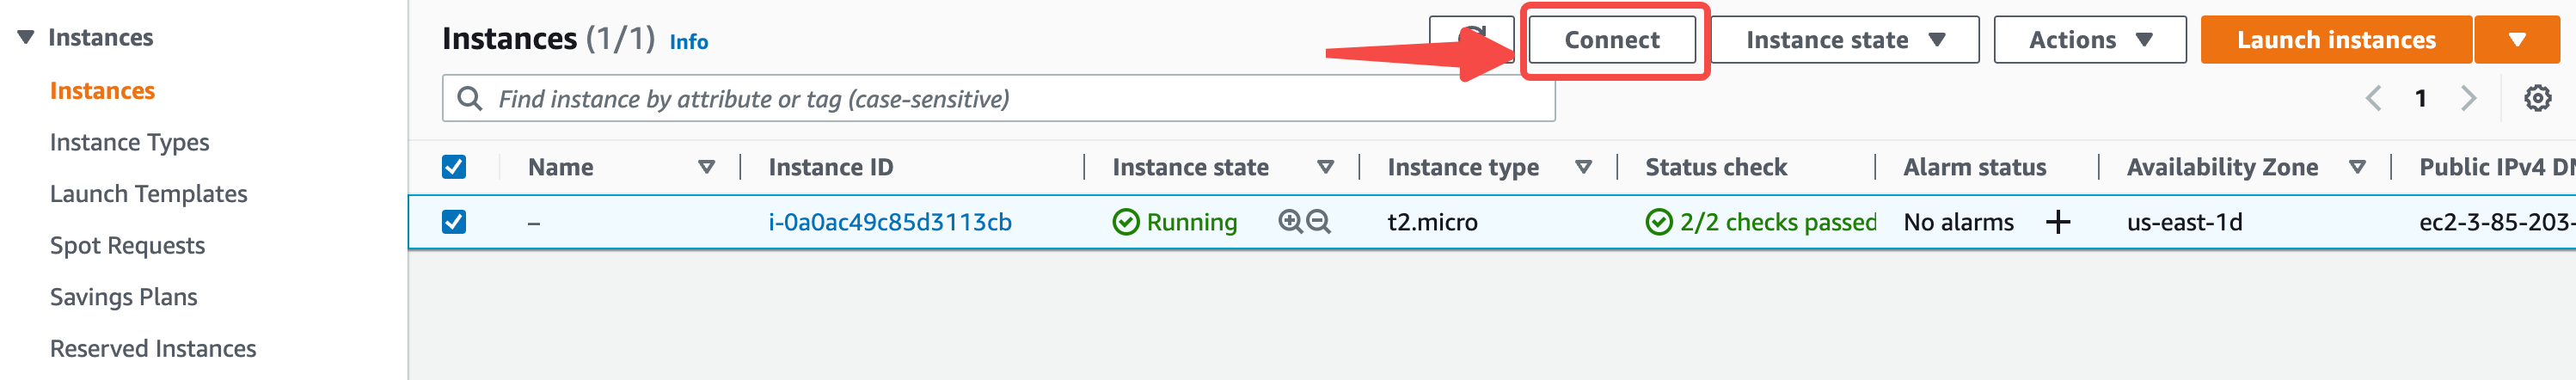 Instances
Instances
Instance Types
Launch Templates
Spot Requests
Savings Plans
Reserved Instances
Instances (1/1) Info
Connect
Instance state
Actions
Launch instances
Find instance by attribute or tag (case-sensitive)
1
Name Instance ID Instance state Instance type Status check Alarm status Availability Zone Public IPv4 DN
– i-0a0ac49c85d3113cb Running t2.micro 2/2 checks passed No alarms + us-east-1d ec2-3-85-203-